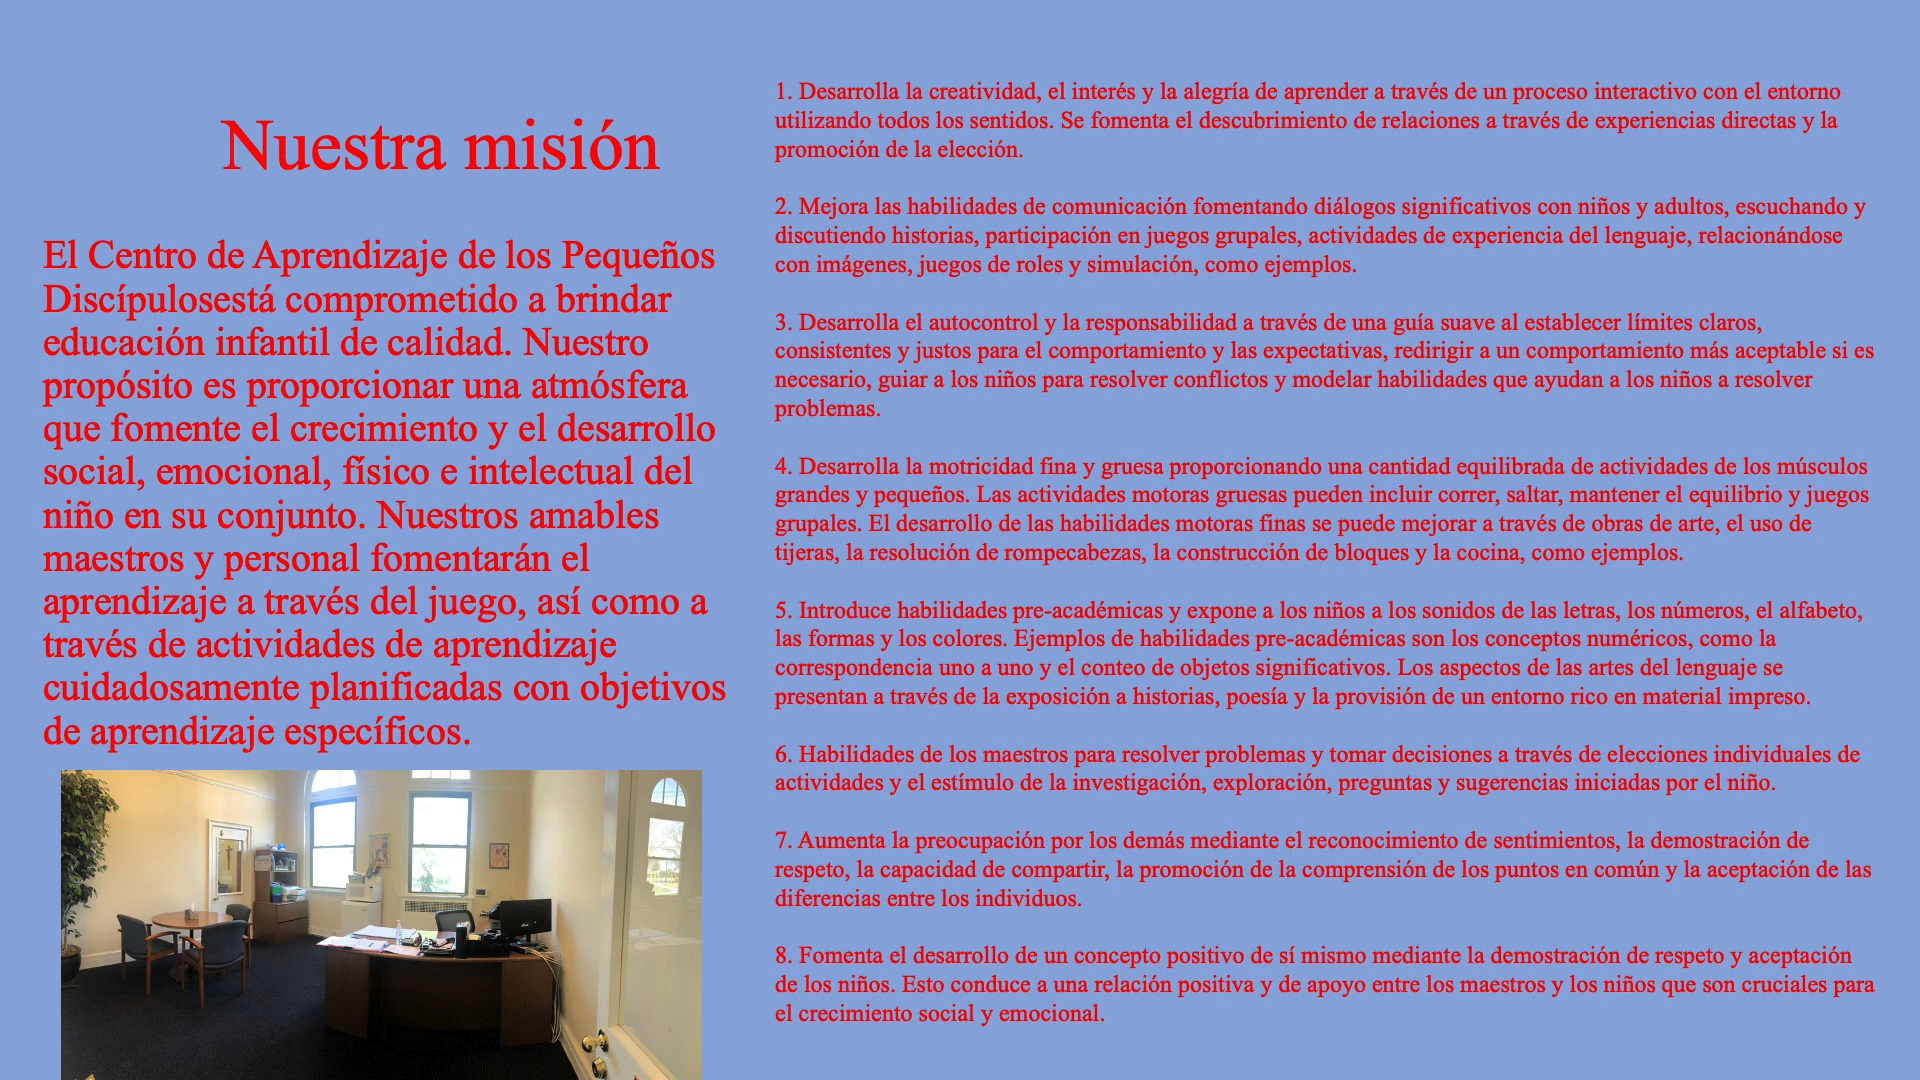 Nuestra misión
El Centro de Aprendizaje de los Pequeños
Discípulosestá comprometido a brindar
educación infantil de calidad. Nuestro
propósito es proporcionar una atmósfera
que fomente el crecimiento y el desarrollo
social, emocional, físico e intelectual del
niño en su conjunto. Nuestros amables
maestros y personal fomentarán el
aprendizaje a través del juego, así como a
través de actividades de aprendizaje
cuidadosamente planificadas con objetivos
de aprendizaje específicos.
1. Desarrolla la creatividad, el interés y la alegría de aprender a través de un proceso interactivo con el entorno
utilizando todos los sentidos. Se fomenta el descubrimiento de relaciones a través de experiencias directas y la
promoción de la elección.
2. Mejora las habilidades de comunicación fomentando diálogos significativos con niños y adultos, escuchando y
discutiendo historias, participación en juegos grupales, actividades de experiencia del lenguaje, relacionándose
con imágenes, juegos de roles y simulación, como ejemplos.
3. Desarrolla el autocontrol y la responsabilidad a través de una guía suave al establecer límites claros,
consistentes y justos para el comportamiento y las expectativas, redirigir a un comportamiento más aceptable si es
necesario, guiar a los niños para resolver conflictos y modelar habilidades que ayudan a los niños a resolver
problemas.
4. Desarrolla la motricidad fina y gruesa proporcionando una cantidad equilibrada de actividades de los músculos
grandes y pequeños. Las actividades motoras gruesas pueden incluir correr, saltar, mantener el equilibrio y juegos
grupales. El desarrollo de las habilidades motoras finas se puede mejorar a través de obras de arte, el uso de
tijeras, la resolución de rompecabezas, la construcción de bloques y la cocina, como ejemplos.
5. Introduce habilidades pre-académicas y expone a los niños a los sonidos de las letras, los números, el alfabeto,
las formas y los colores. Ejemplos de habilidades pre-académicas son los conceptos numéricos, como la
correspondencia uno a uno y el conteo de objetos significativos. Los aspectos de las artes del lenguaje se
presentan a través de la exposición a historias, poesía y la provisión de un entorno rico en material impreso.
6. Habilidades de los maestros para resolver problemas y tomar decisiones a través de elecciones individuales de
actividades y el estímulo de la investigación, exploración, preguntas y sugerencias iniciadas por el niño.
7. Aumenta la preocupación por los demás mediante el reconocimiento de sentimientos, la demostración de
respeto, la capacidad de compartir, la promoción de la comprensión de los puntos en común y la aceptación de las
diferencias entre los individuos.
8. Fomenta el desarrollo de un concepto positivo de sí mismo mediante la demostración de respeto y aceptación
de los niños. Esto conduce a una relación positiva y de apoyo entre los maestros y los niños que son cruciales para
el crecimiento social y emocional.